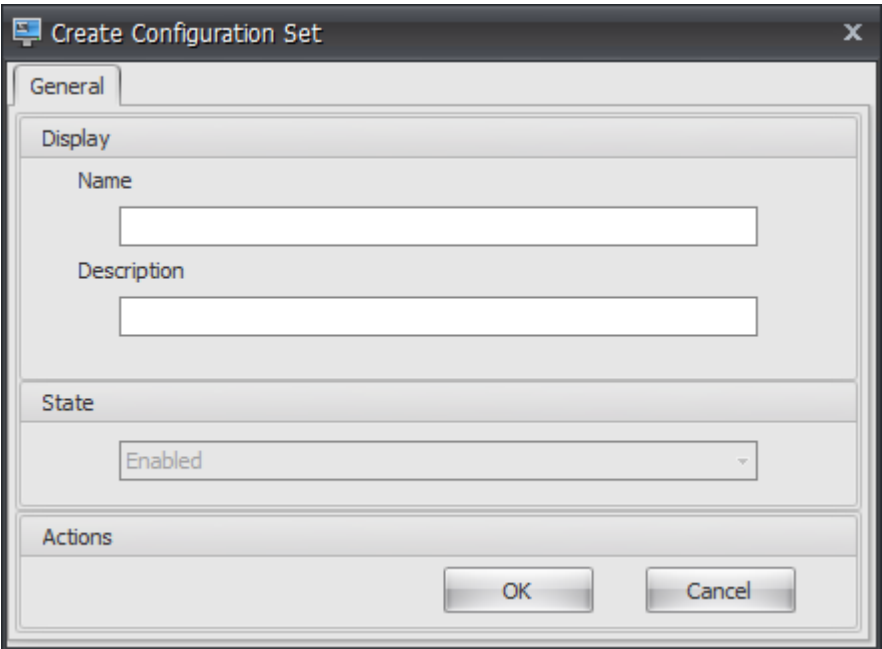 Create Configuration Set
General
Display
Name
Description
State
Enabled
Actions
OK Cancel